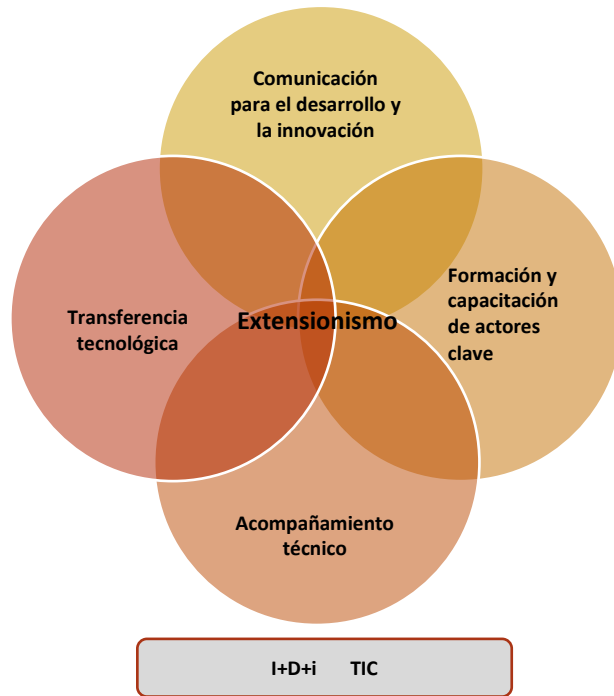 Comunicación
para el desarrollo y
la innovación
Formación y
capacitación
de actores
clave
Transferencia
tecnológica
Extensionismo
Acompañamiento
técnico
I+D+i TIC